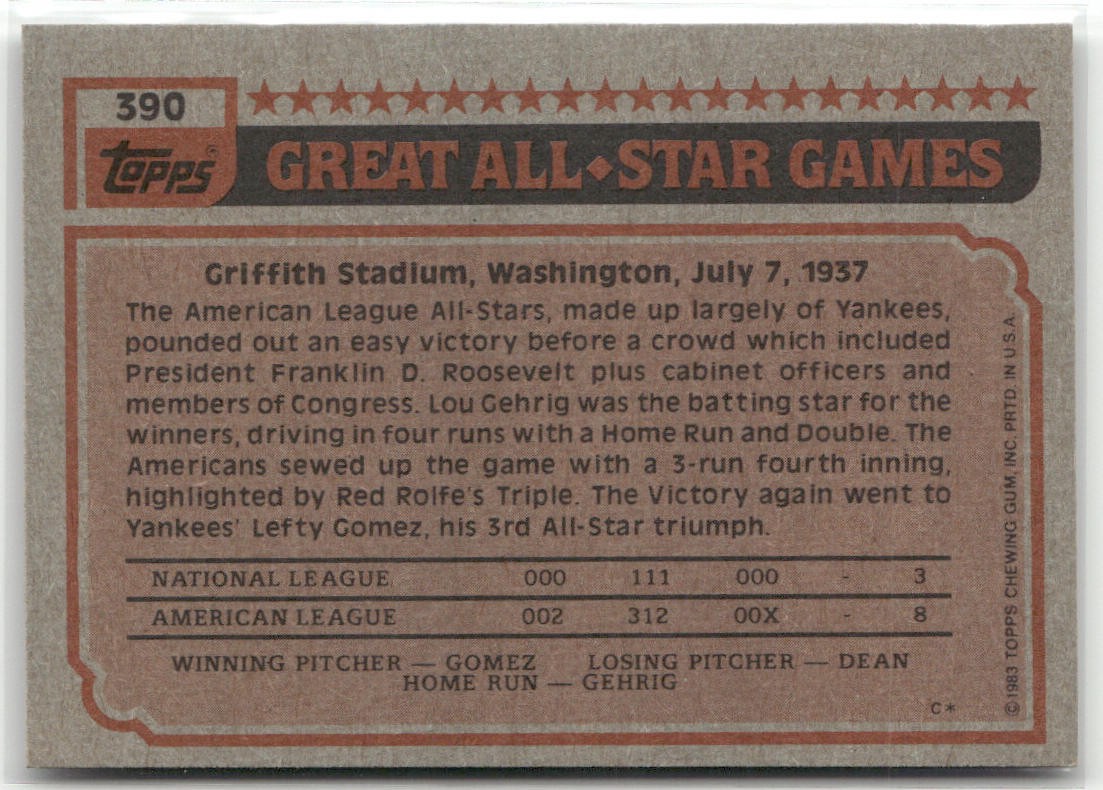 390
Topps®
GREAT ALL◆STAR GAMES
Griffith Stadium, Washington, July 7, 1937
The American League All-Stars, made up largely of Yankees,
pounded out an easy victory before a crowd which included
President Franklin D. Roosevelt plus cabinet officers and
members of Congress. Lou Gehrig was the batting star for the
winners, driving in four runs with a Home Run and Double. The
Americans sewed up the game with a 3-run fourth inning,
highlighted by Red Rolfe's Triple. The Victory again went to
Yankees' Lefty Gomez, his 3rd All-Star triumph.
NATIONAL LEAGUE 000 111 000 - 3
AMERICAN LEAGUE 002 312 00X - 8
WINNING PITCHER — GOMEZ LOSING PITCHER — DEAN
HOME RUN — GEHRIG
C*
© 1983 TOPPS CHEWING GUM, INC. PRTD. IN U.S.A.